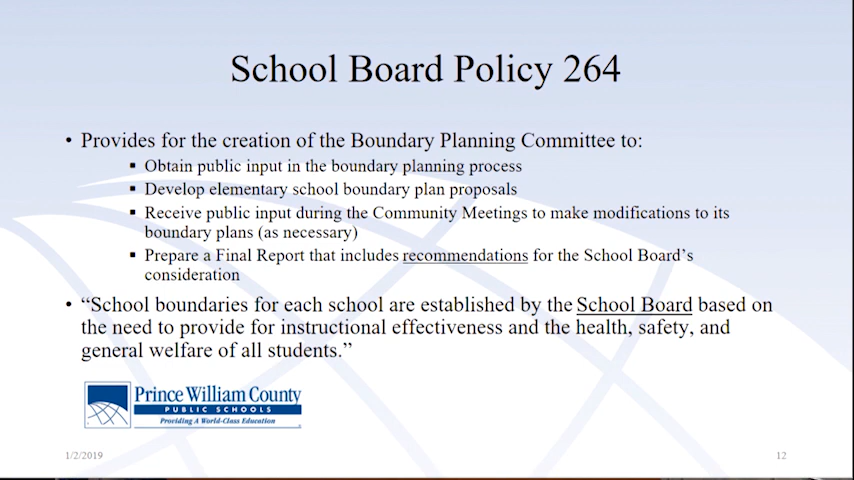 School Board Policy 264
• Provides for the creation of the Boundary Planning Committee to:
▪ Obtain public input in the boundary planning process
▪ Develop elementary school boundary plan proposals
▪ Receive public input during the Community Meetings to make modifications to its
boundary plans (as necessary)
▪ Prepare a Final Report that includes recommendations for the School Board’s
consideration
• “School boundaries for each school are established by the School Board based on
the need to provide for instructional effectiveness and the health, safety, and
general welfare of all students.”
Prince William County
PUBLIC SCHOOLS
Providing A World-Class Education
1/2/2019
12